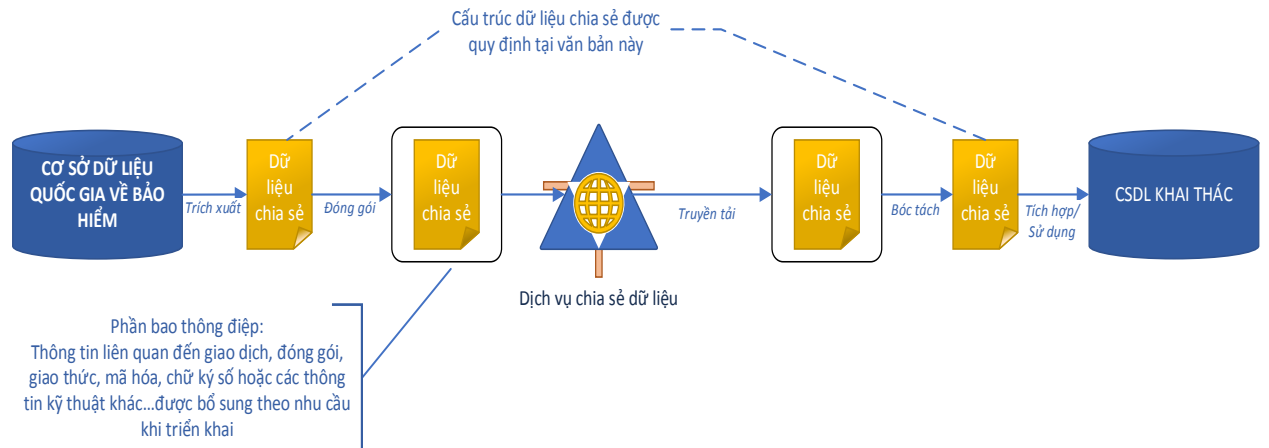 Cấu trúc dữ liệu chia sẻ được
quy định tại văn bản này
CƠ SỞ DỮ LIỆU
QUỐC GIA VỀ BẢO
HIỂM
Trích xuất
Dữ
liệu
chia sẻ
Đóng gói
Dữ
liệu
chia sẻ
Dịch vụ chia sẻ dữ liệu
Truyền tải
Dữ
liệu
chia sẻ
Bóc tách
Dữ
liệu
chia sẻ
Tích hợp/
Sử dụng
CSDL KHAI THÁC
Phần bao thông điệp:
Thông tin liên quan đến giao dịch, đóng gói,
giao thức, mã hóa, chữ ký số hoặc các thông
tin kỹ thuật khác...được bổ sung theo nhu cầu
khi triển khai